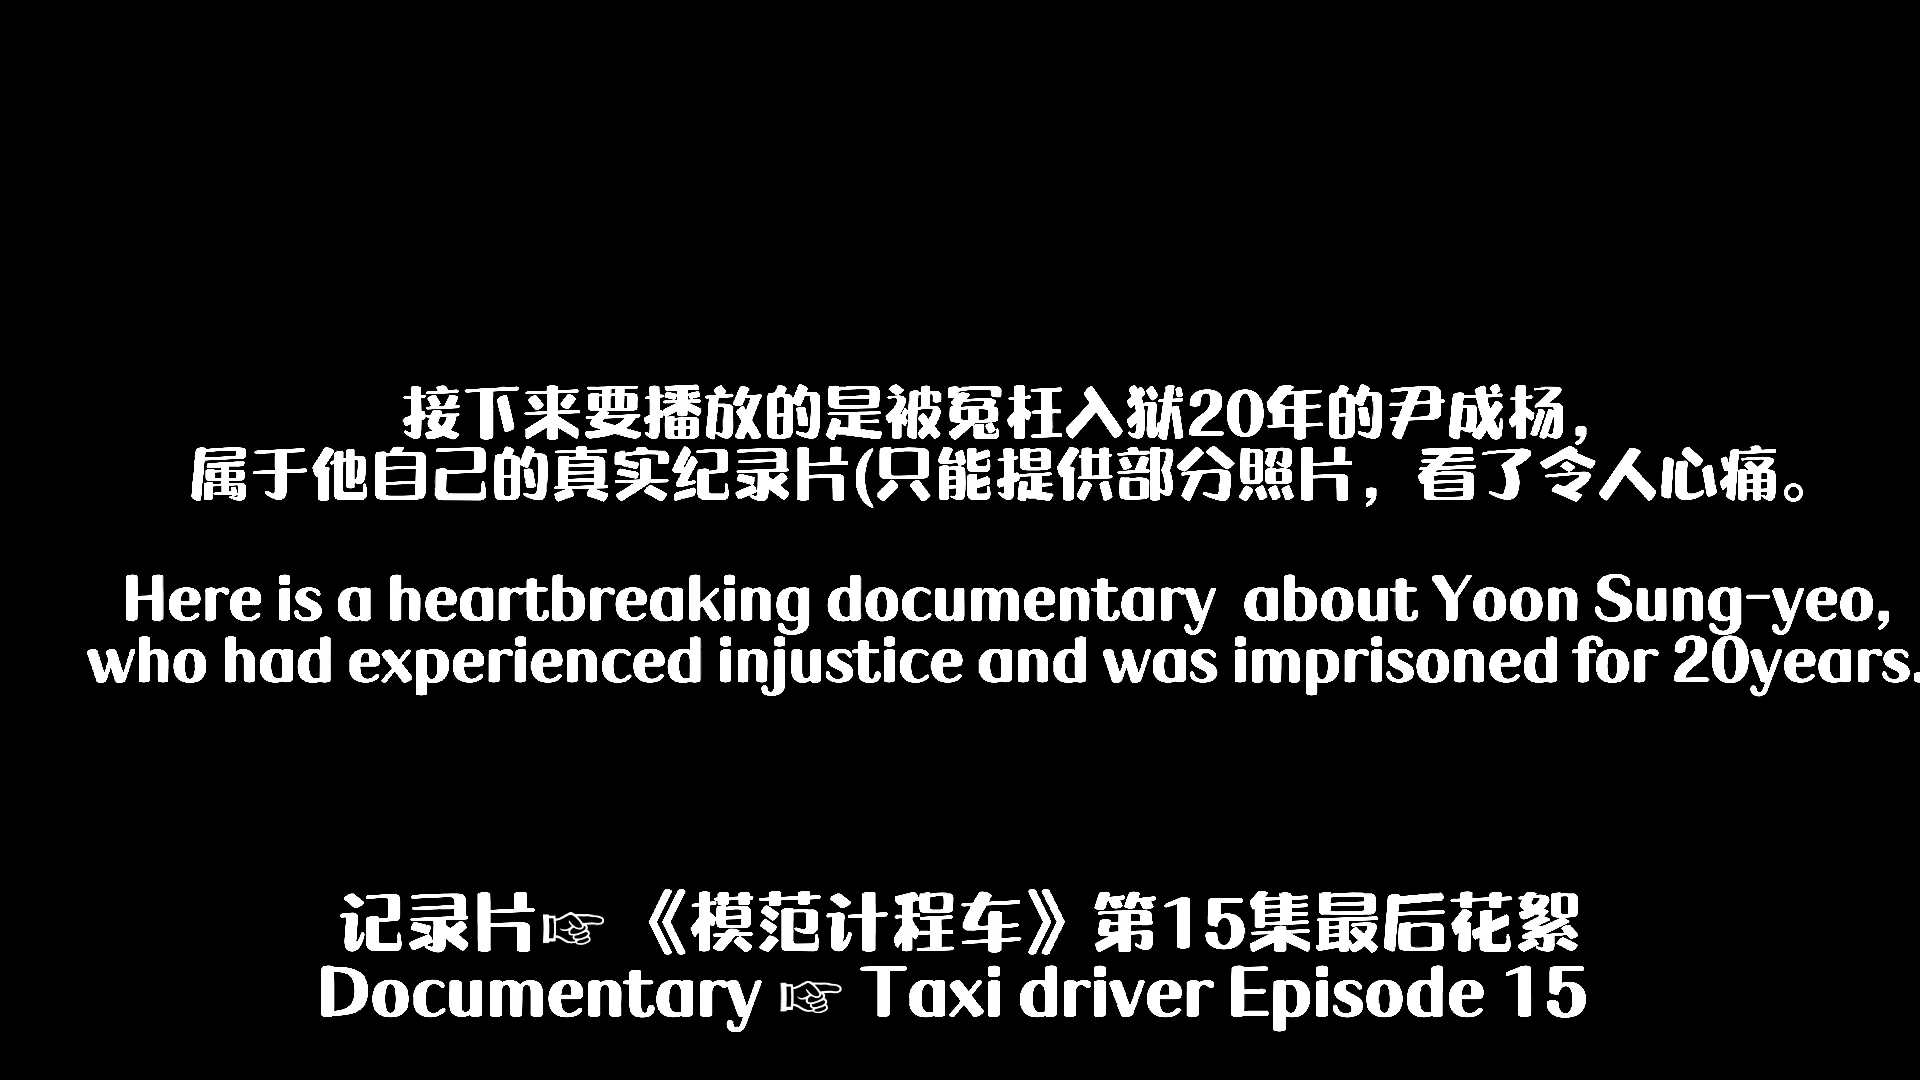 接下来要播放的是被冤枉入狱20年的尹成杨，
属于他自己的真实纪录片(只能提供部分照片，看了令人心痛。
Here is a heartbreaking documentary  about Yoon Sung-yeo,
who had experienced injustice and was imprisoned for 20years.
记录片☞ 《模范计程车》第15集最后花絮
Documentary ☞ Taxi driver Episode 15